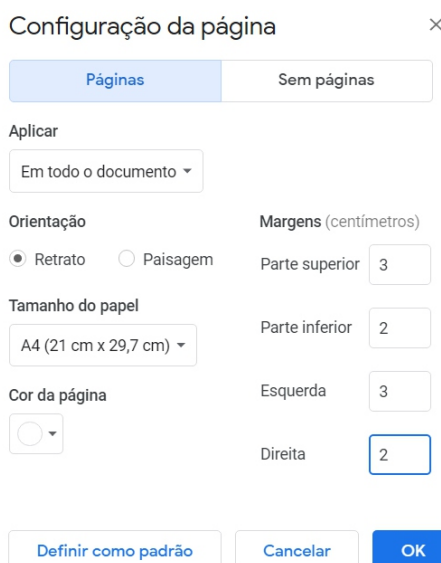 Configuração da página
Páginas
Sem páginas
Aplicar
Em todo o documento
Orientação
Retrato
Paisagem
Tamanho do papel
A4 (21 cm x 29,7 cm)
Cor da página
Margens (centímetros)
Parte superior 3
Parte inferior 2
Esquerda 3
Direita 2
Definir como padrão
Cancelar
OK